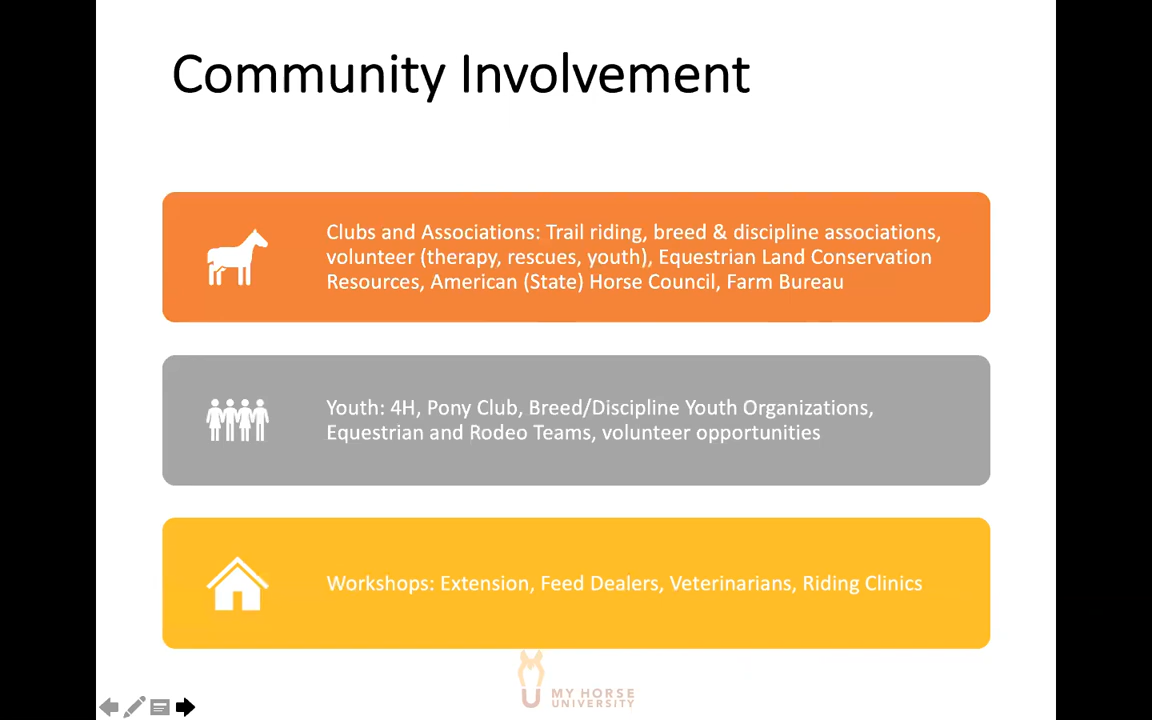 Community Involvement
Clubs and Associations: Trail riding, breed & discipline associations,
volunteer (therapy, rescues, youth), Equestrian Land Conservation
Resources, American (State) Horse Council, Farm Bureau
Youth: 4H, Pony Club, Breed/Discipline Youth Organizations,
Equestrian and Rodeo Teams, volunteer opportunities
Workshops: Extension, Feed Dealers, Veterinarians, Riding Clinics
U MY HORSE
UNIVERSITY